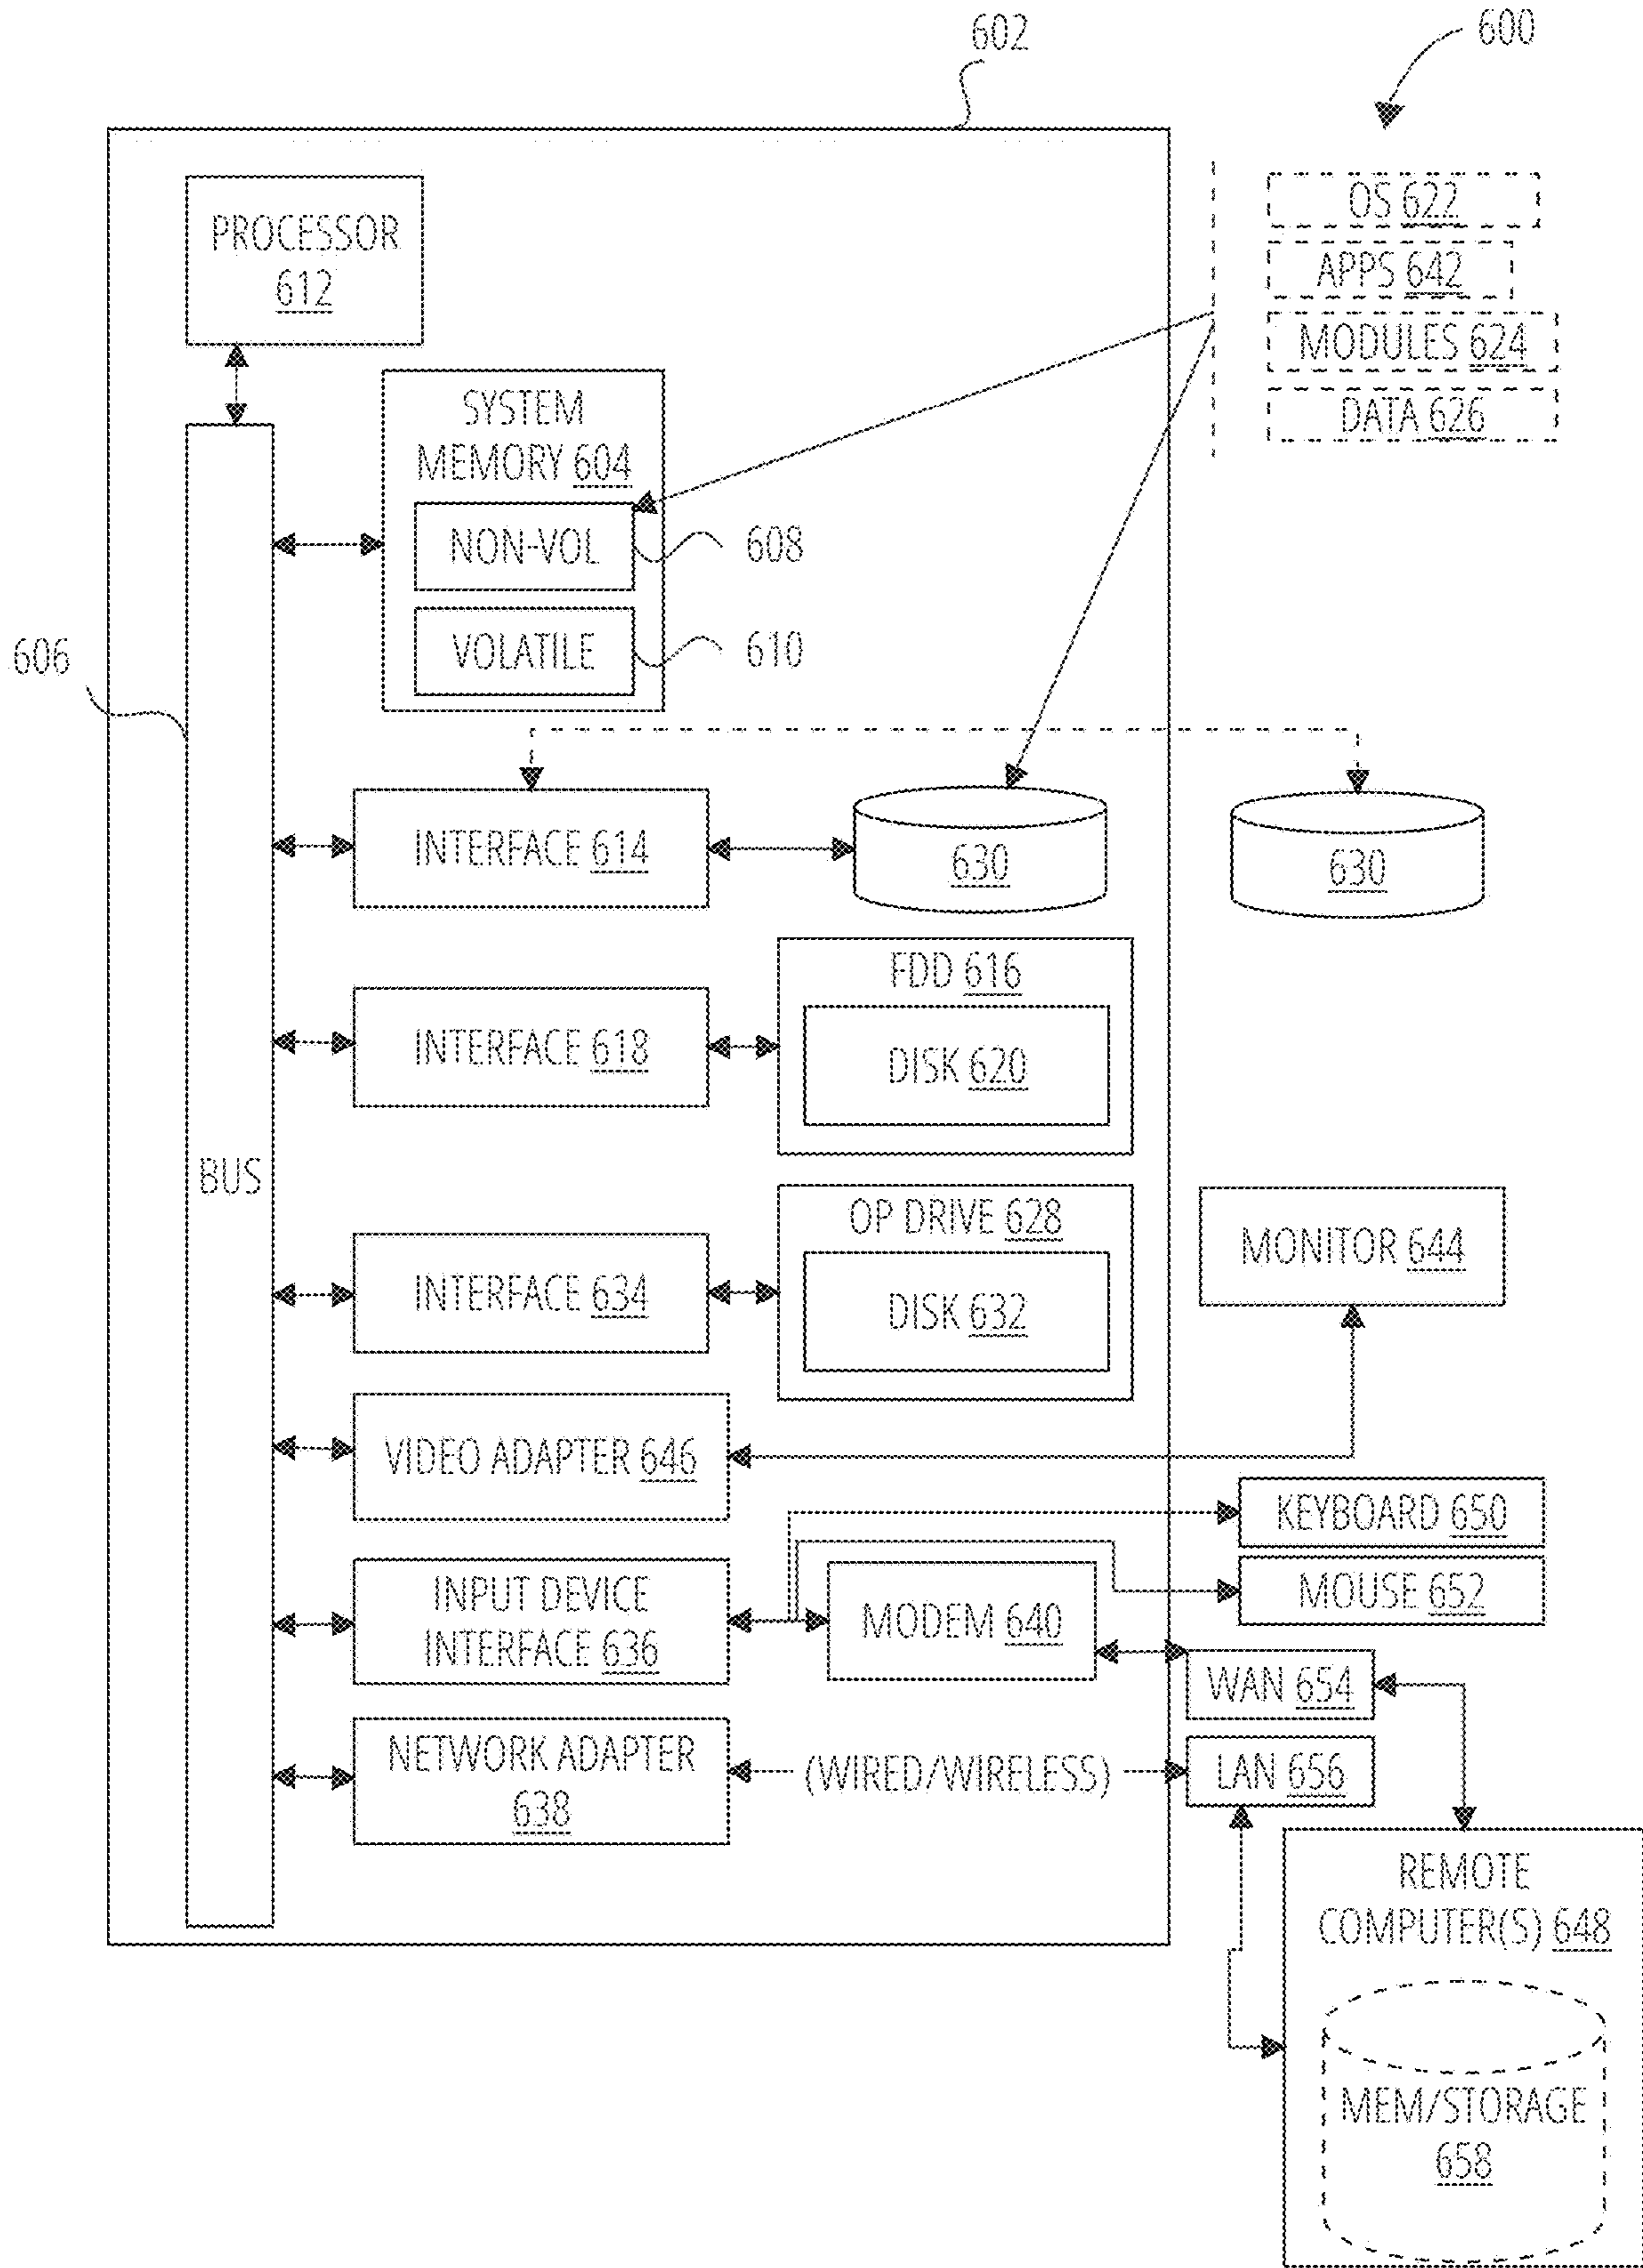 602
600
PROCESSOR
612
OS 622
APPS 642
MODULES 624
DATA 626
SYSTEM
MEMORY 604
NON-VOL
608
VOLATILE
610
606
INTERFACE 614
630
630
FDD 616
INTERFACE 618
DISK 620
BUS
OP DRIVE 628
MONITOR 644
INTERFACE 634
DISK 632
VIDEO ADAPTER 646
KEYBOARD 650
INPUT DEVICE
INTERFACE 636
MODEM 640
MOUSE 652
WAN 654
NETWORK ADAPTER
638
(WIRED/WIRELESS)
LAN 656
REMOTE
COMPUTER(S) 648
MEM/STORAGE
658